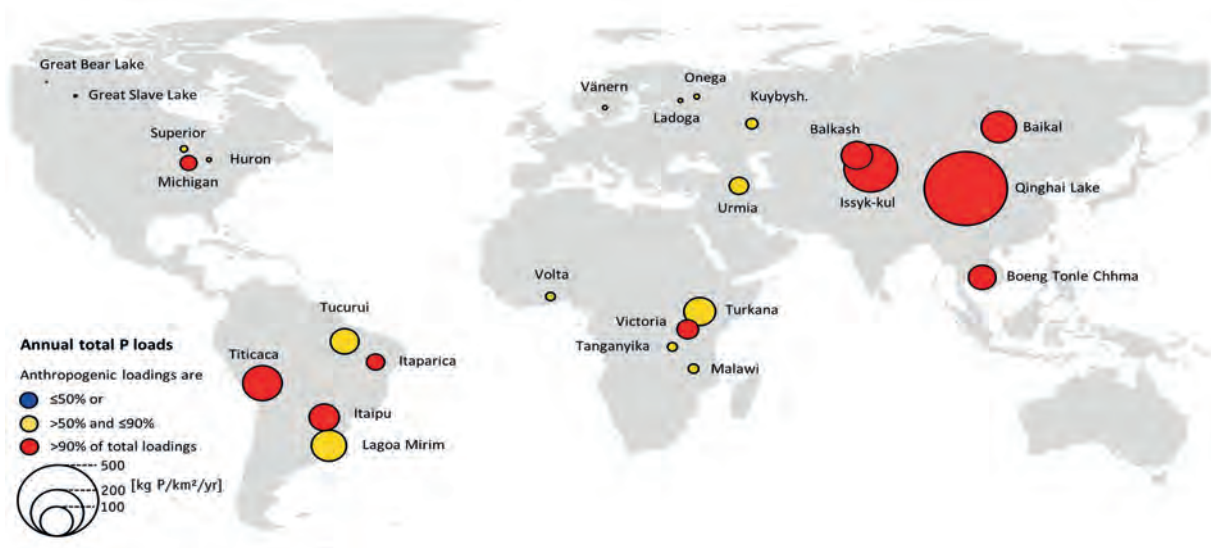 Great Bear Lake
Great Slave Lake
Superior
Huron
Michigan
Vänern
Onega
Ladoga
Kuybysh.
Balkash
Baikal
Issyk-kul
Qinghai Lake
Urmia
Boeng Tonle Chhma
Volta
Turkana
Victoria
Tanganyika
Malawi
Tucurui
Titicaca
Itaparica
Itaipu
Lagoa Mirim
Annual total P loads
Anthropogenic loadings are
≤50% or
>50% and ≤90%
>90% of total loadings
500
200 [kg P/km²/yr]
100